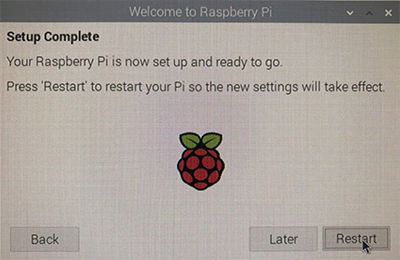 Welcome to Raspberry Pi
Setup Complete
Your Raspberry Pi is now set up and ready to go.
Press 'Restart' to restart your Pi so the new settings will take effect.
Back
Later
Restart